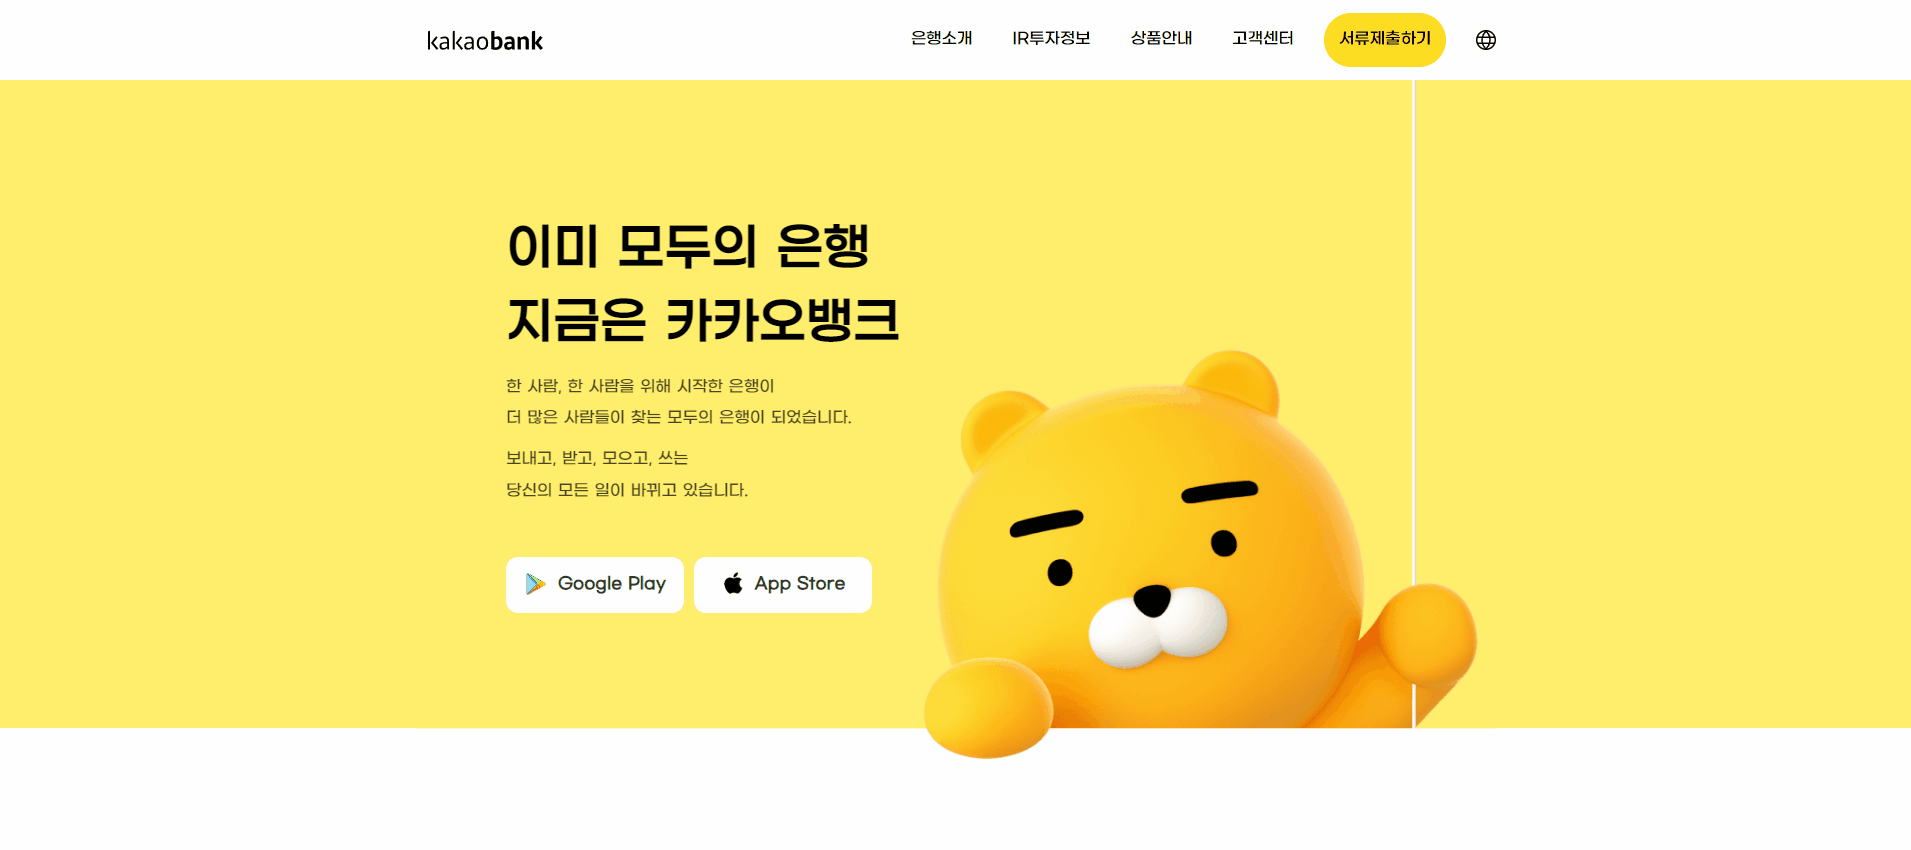 kakaobank
은행소개 IR투자정보 상품안내 고객센터 서류제출하기
이미 모두의 은행
지금은 카카오뱅크
한 사람, 한 사람을 위해 시작한 은행이
더 많은 사람들이 찾는 모두의 은행이 되었습니다.
보내고, 받고, 모으고, 쓰는
당신의 모든 일이 바뀌고 있습니다.
Google Play
App Store